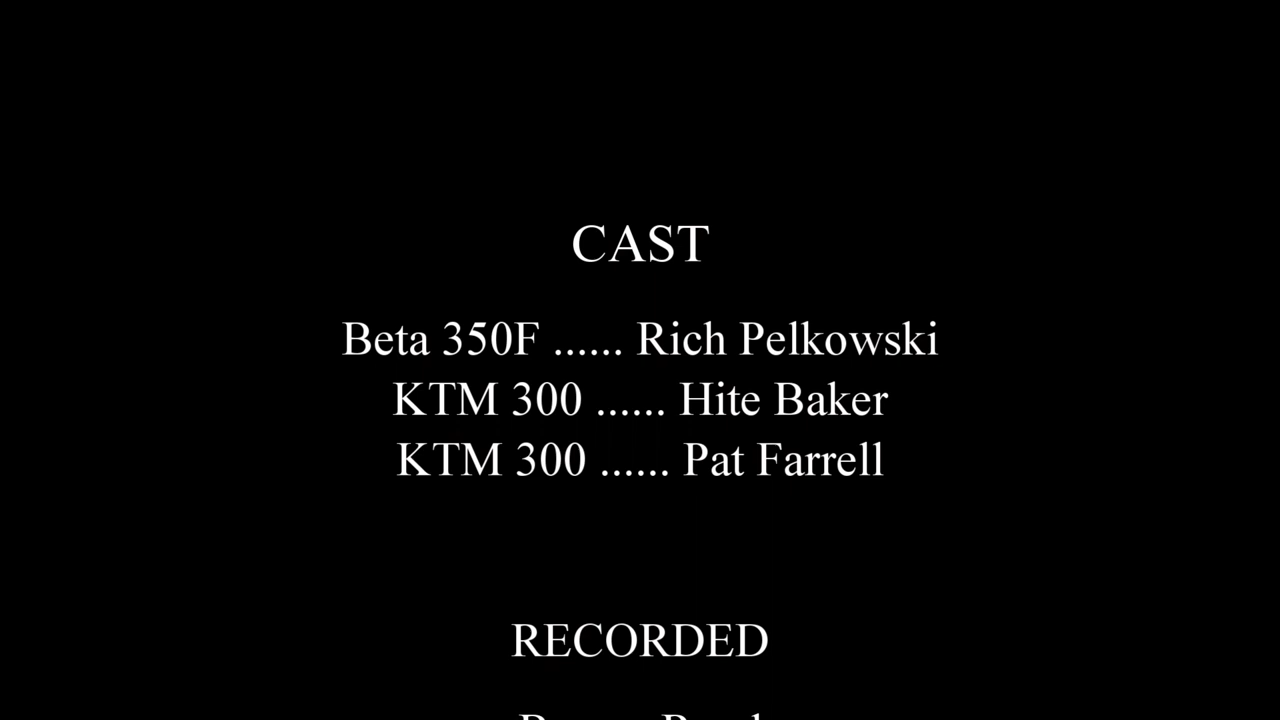 CAST
Beta 350F ...... Rich Pelkowski
KTM 300 ...... Hite Baker
KTM 300 ...... Pat Farrell
RECORDED